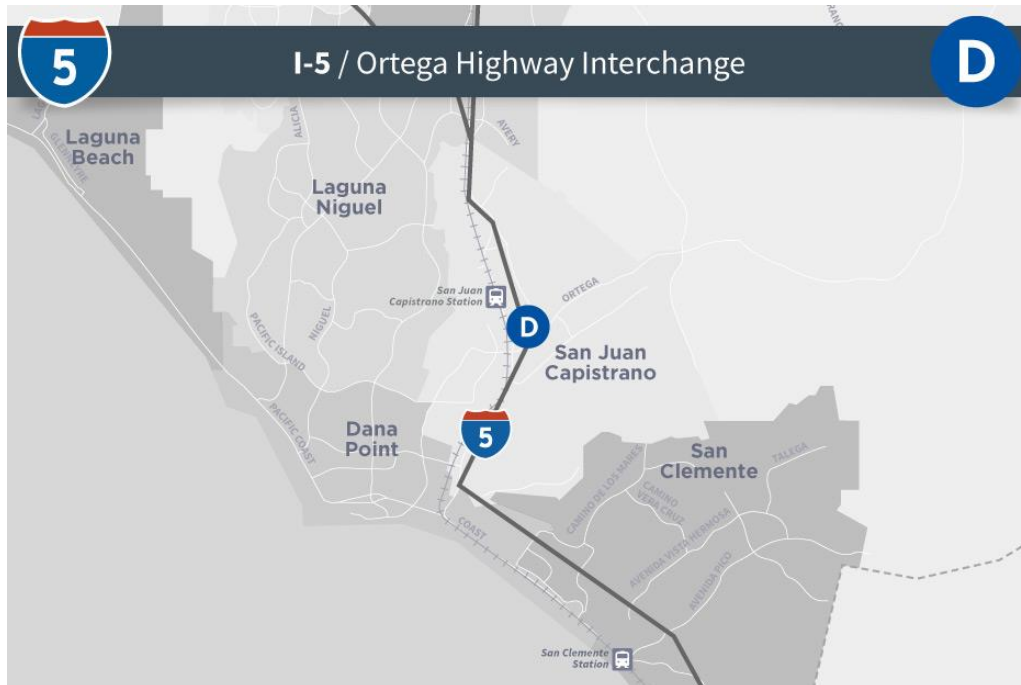 5
I-5 / Ortega Highway Interchange
D
AVERY
ALICIA
GLENNEYRE
Laguna
Beach
Laguna
Niguel
San Juan
Capistrano Station
ORTEGA
D
NIGUEL
PACIFIC ISLAND
San Juan
Capistrano
PACIFIC COAST
5
Dana
Point
San
Clemente
TALEGA
CAMINO DE LOS MARES
CAMINO
VERA CRUZ
COAST
AVENIDA VISTA HERMOSA
AVENIDA PICO
San Clemente
Station